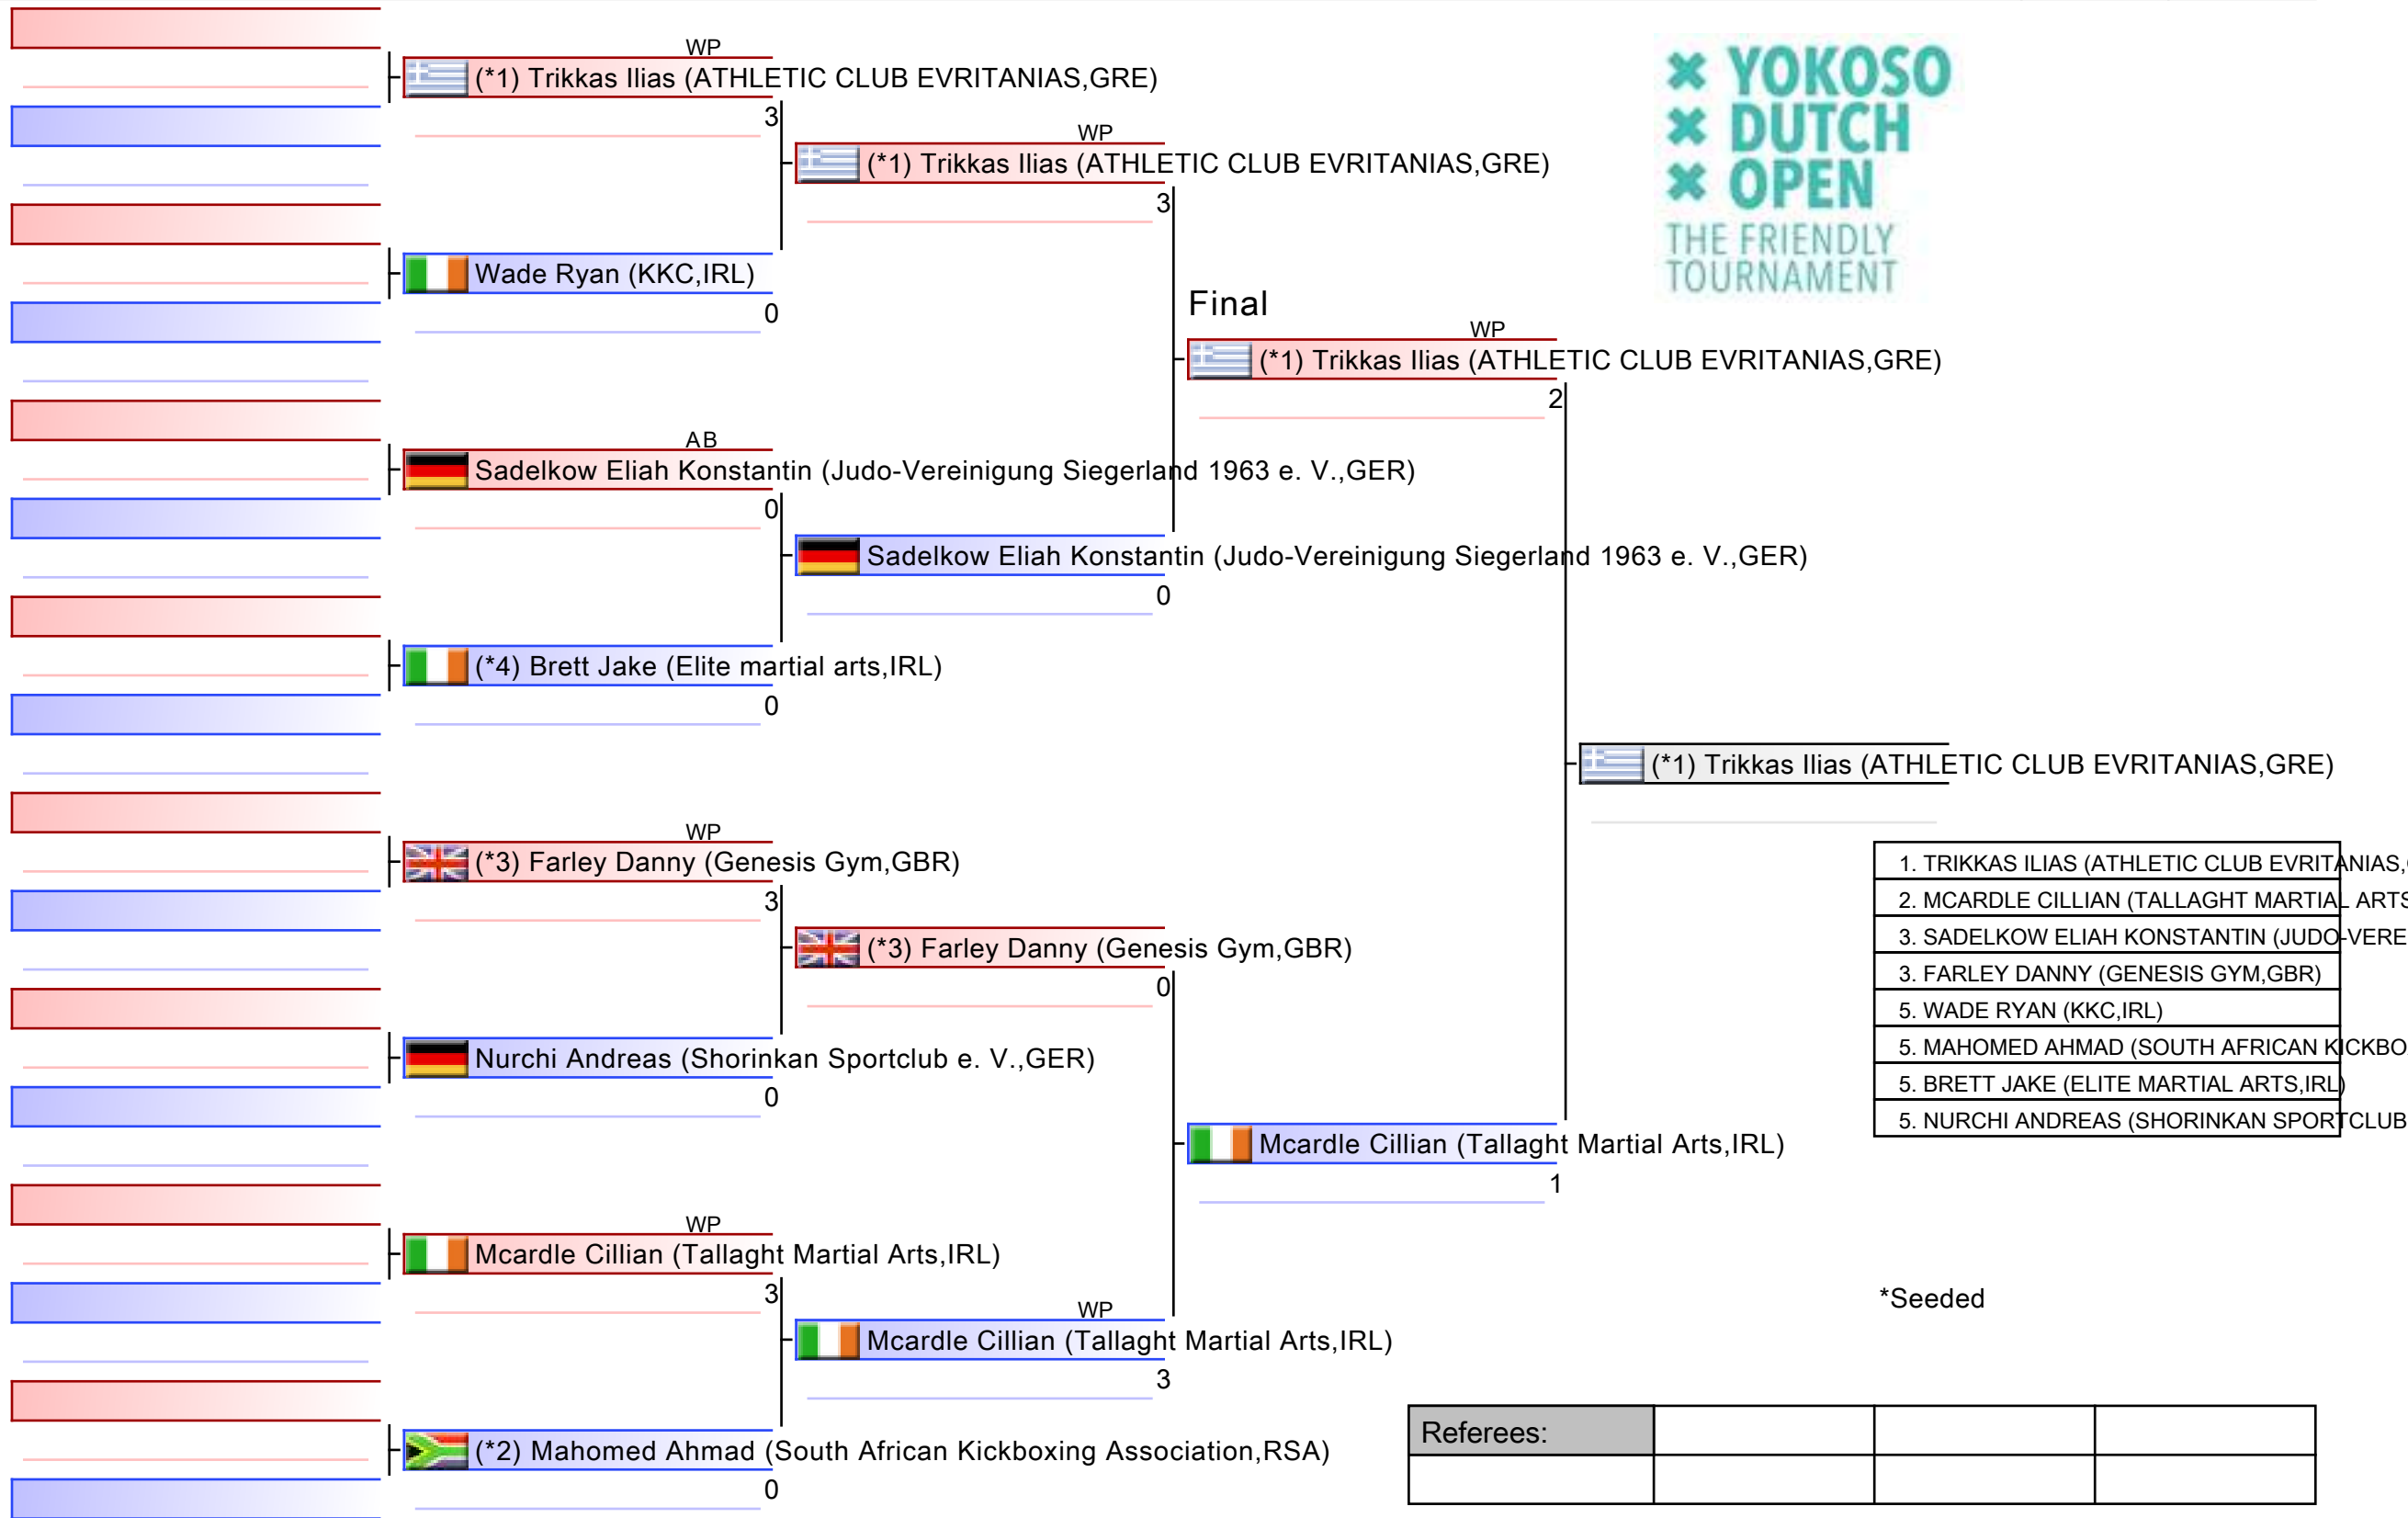 WP
(*1) Trikkas Ilias (ATHLETIC CLUB EVRITANIAS,GRE)
3
Wade Ryan (KKC,IRL)
0
AB
Sadelkow Eliah Konstantin (Judo-Vereinigung Siegerland 1963 e. V.,GER)
0
(*4) Brett Jake (Elite martial arts,IRL)
0
WP
(*3) Farley Danny (Genesis Gym,GBR)
3
Nurchi Andreas (Shorinkan Sportclub e. V.,GER)
0
WP
Mcardle Cillian (Tallaght Martial Arts,IRL)
3
(*2) Mahomed Ahmad (South African Kickboxing Association,RSA)
0
WP
(*1) Trikkas Ilias (ATHLETIC CLUB EVRITANIAS,GRE)
3
Sadelkow Eliah Konstantin (Judo-Vereinigung Siegerland 1963 e. V.,GER)
0
(*3) Farley Danny (Genesis Gym,GBR)
0
WP
Mcardle Cillian (Tallaght Martial Arts,IRL)
3
Final
WP
(*1) Trikkas Ilias (ATHLETIC CLUB EVRITANIAS,GRE)
2
Mcardle Cillian (Tallaght Martial Arts,IRL)
1
(*1) Trikkas Ilias (ATHLETIC CLUB EVRITANIAS,GRE)
YOKOSO
DUTCH
OPEN
THE FRIENDLY
TOURNAMENT
1. TRIKKAS ILIAS (ATHLETIC CLUB EVRITANIAS,
2. MCARDLE CILLIAN (TALLAGHT MARTIAL ARTS
3. SADELKOW ELIAH KONSTANTIN (JUDO-VERE
3. FARLEY DANNY (GENESIS GYM,GBR)
5. WADE RYAN (KKC,IRL)
5. MAHOMED AHMAD (SOUTH AFRICAN KICKBO
5. BRETT JAKE (ELITE MARTIAL ARTS,IRL)
5. NURCHI ANDREAS (SHORINKAN SPORTCLUB
*Seeded
Referees: